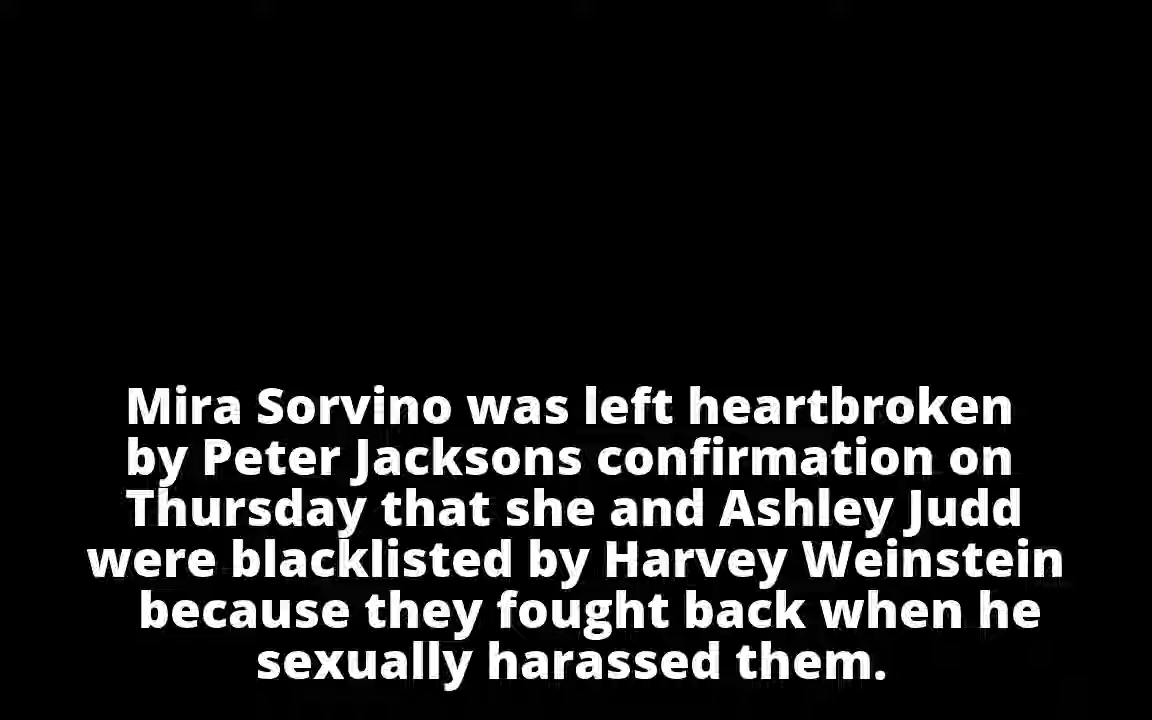 Mira Sorvino was left heartbroken
by Peter Jacksons confirmation on
Thursday that she and Ashley Judd
were blacklisted by Harvey Weinstein
because they fought back when he
sexually harassed them.